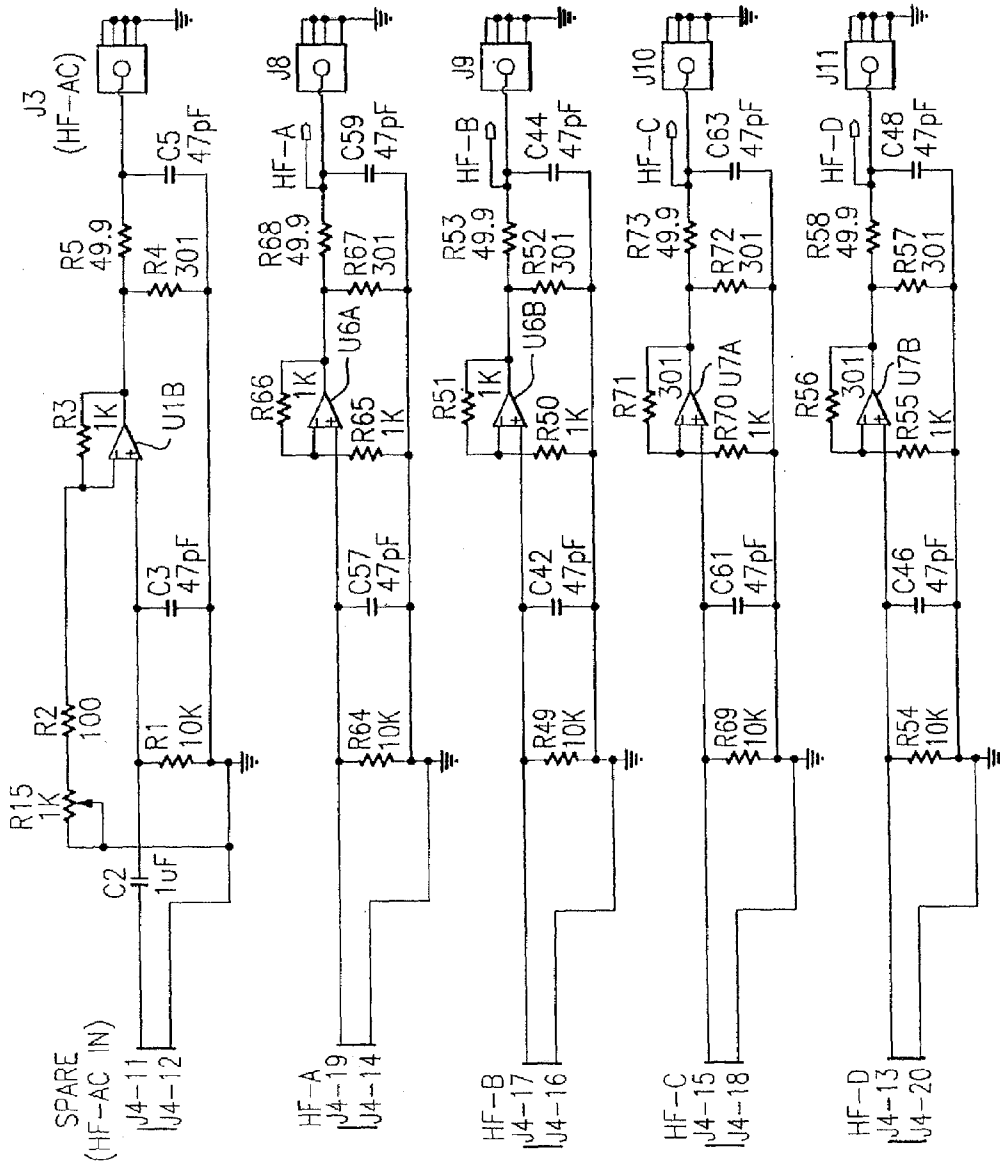 SPARE
(HF-AC IN)
J4-11
J4-12
C2
1uF
R15
1K
R2
100
R1
10K
C3
47pF
R3
1K
U1B
R5
49.9
R4
301
C5
47pF
J3
(HF-AC)
HF-A
J4-19
J4-14
R64
10K
C57
47pF
R66
1K
R65
1K
U6A
R68
49.9
R67
301
HF-A
C59
47pF
J8
HF-B
J4-17
J4-16
R49
10K
C42
47pF
R51
1K
R50
1K
U6B
R53
49.9
R52
301
HF-B
C44
47pF
J9
HF-C
J4-15
J4-18
R69
10K
C61
47pF
R71
301
R70
1K
U7A
R73
49.9
R72
301
HF-C
C63
47pF
J10
HF-D
J4-13
J4-20
R54
10K
C46
47pF
R56
301
R55
1K
U7B
R58
49.9
R57
301
HF-D
C48
47pF
J11